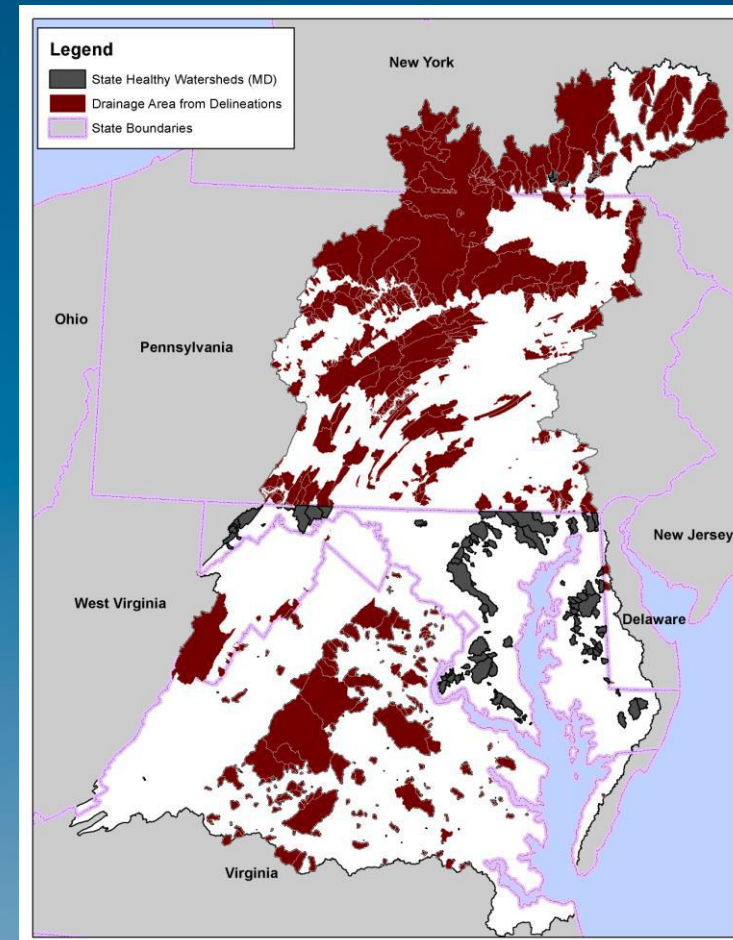 Legend
State Healthy Watersheds (MD)
Drainage Area from Delineations
State Boundaries
New York
Ohio
Pennsylvania
New Jersey
West Virginia
Delaware
Virginia